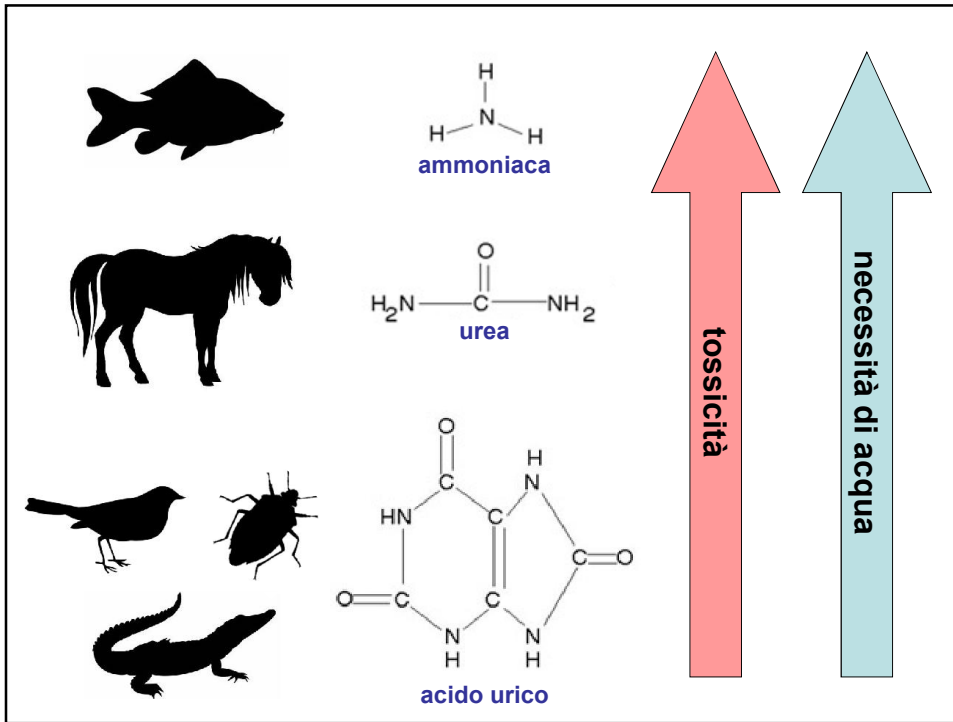 H
N
H H
ammoniaca
O
H₂N C NH₂
urea
O
H
N
HN C
C
C O
O C C
N N
H H
acido urico
tossicità
necessità di acqua